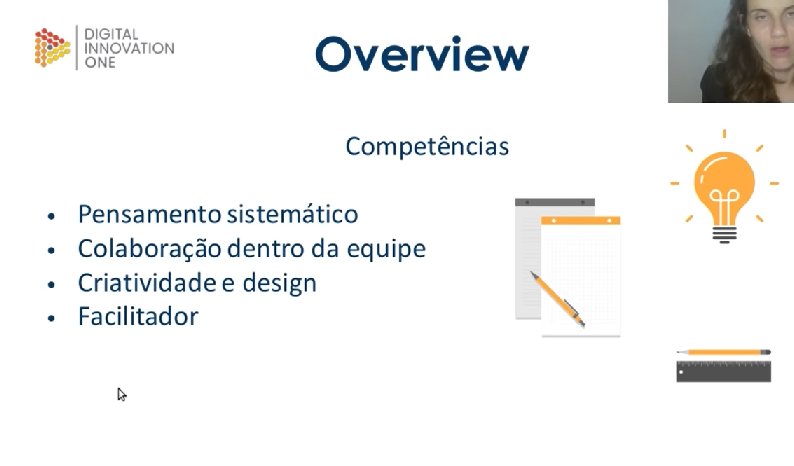 DIGITAL
INNOVATION
ONE
Overview
Competências
• Pensamento sistemático
• Colaboração dentro da equipe
• Criatividade e design
• Facilitador